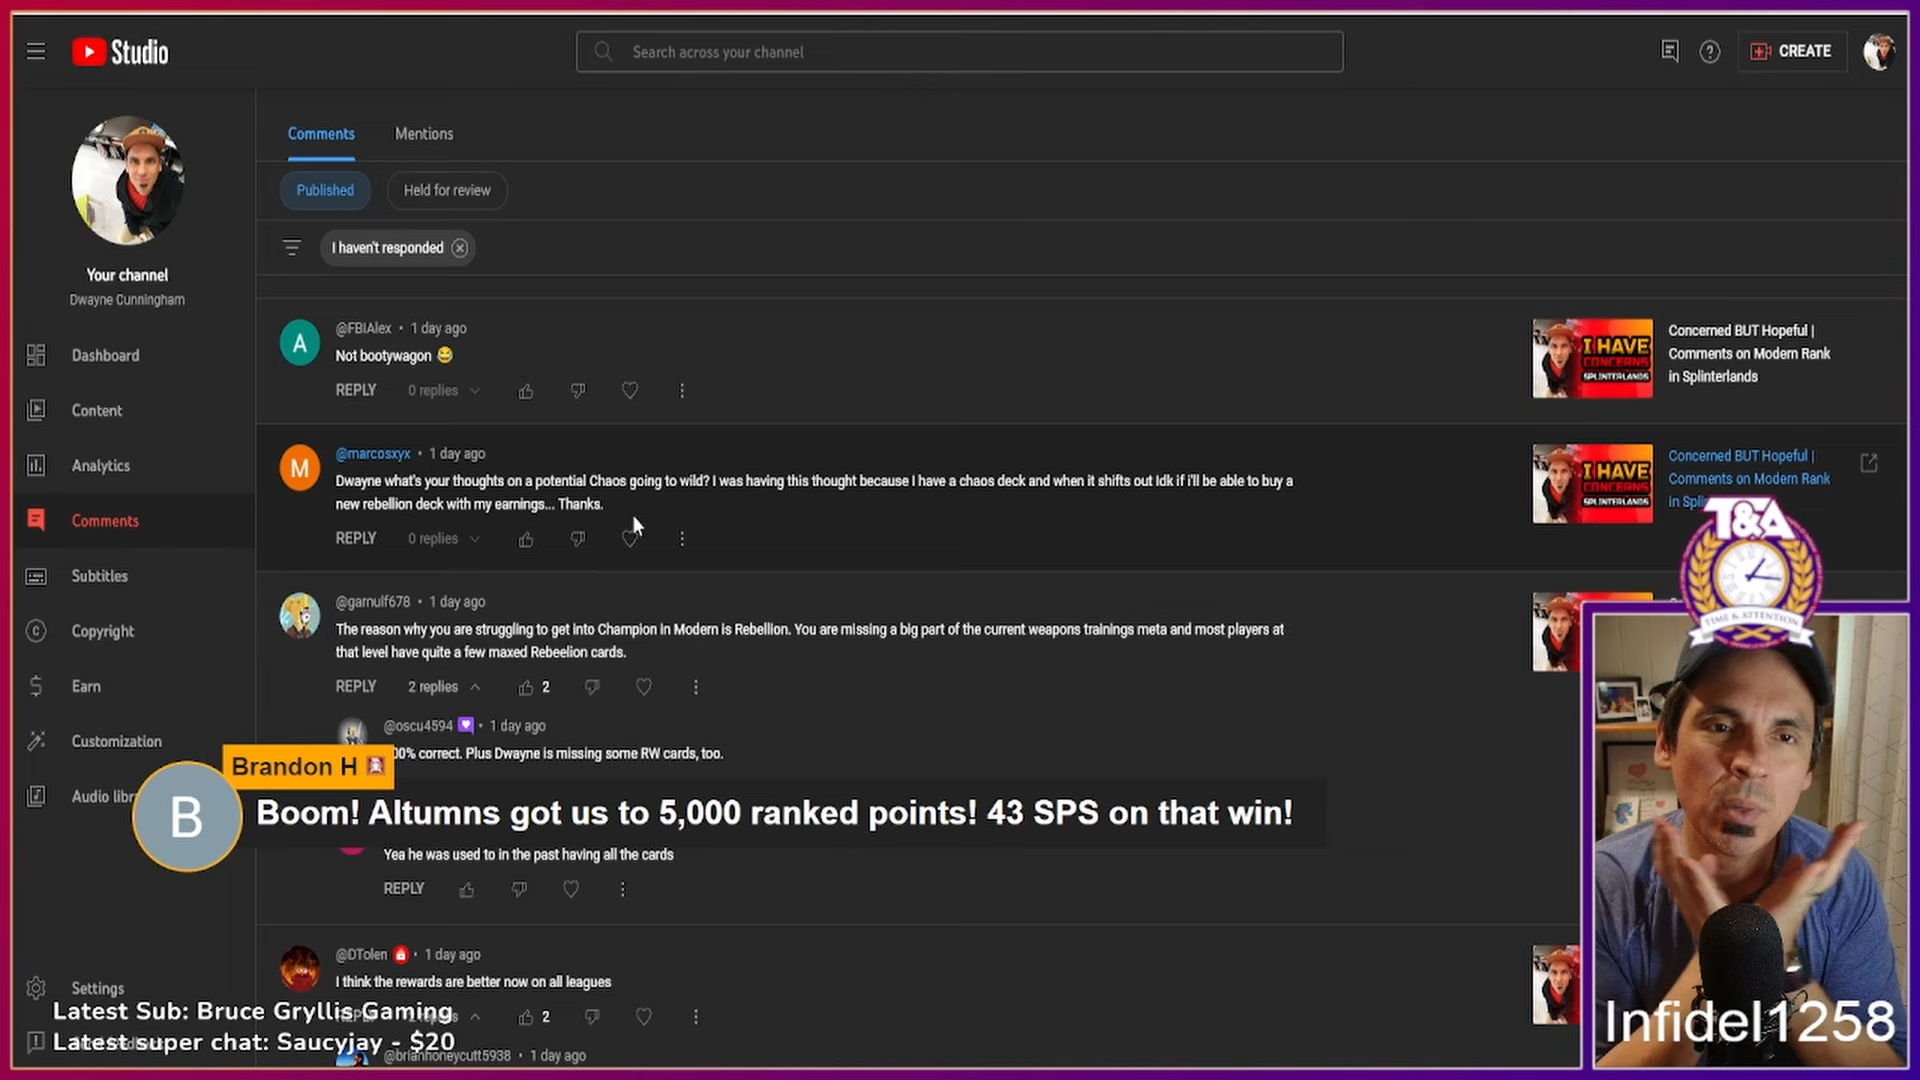 Studio
Search across your channel
CREATE
Your channel
Dwayne Cunningham
Dashboard
Content
Analytics
Comments
Subtitles
Copyright
Earn
Customization
Audio libr
Settings
Comments
Mentions
Published
Held for review
I haven't responded
A
@FBIAlex • 1 day ago
Not bootywagon 😂
REPLY 0 replies
I HAVE
CONCERNS
SPLINTERLANDS
Concerned BUT Hopeful |
Comments on Modern Rank
in Splinterlands
M
@marcosxyx • 1 day ago
Dwayne what's your thoughts on a potential Chaos going to wild? I was having this thought because I have a chaos deck and when it shifts out Idk if i'll be able to buy a
new rebellion deck with my earnings... Thanks.
REPLY 0 replies
I HAVE
CONCERNS
SPLINTERLANDS
Concerned BUT Hopeful |
Comments on Modern Rank
in Spli
T&A
TIME & ATTENTION
@garnulf678 • 1 day ago
The reason why you are struggling to get into Champion in Modern is Rebellion. You are missing a big part of the current weapons trainings meta and most players at
that level have quite a few maxed Rebeelion cards.
REPLY 2 replies 2
@oscu4594 • 1 day ago
00% correct. Plus Dwayne is missing some RW cards, too.
Brandon H
B
Boom! Altumns got us to 5,000 ranked points! 43 SPS on that win!
Yea he was used to in the past having all the cards
REPLY
@DTolen • 1 day ago
I think the rewards are better now on all leagues
2
@brianhoneycutt5938 • 1 day ago
Latest Sub: Bruce Gryllis Gaming
Latest super chat: Saucyjay - $20
Infidel1258